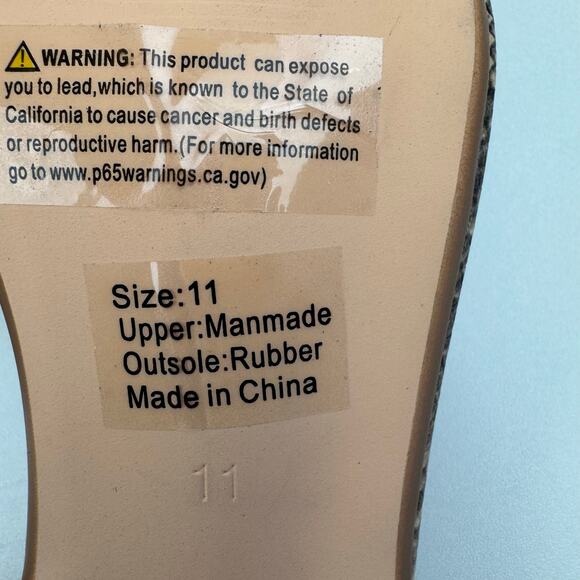 WARNING: This product can expose
you to lead,which is known to the State of
California to cause cancer and birth defects
or reproductive harm.(For more information
go to www.p65warnings.ca.gov)
Size:11
Upper:Manmade
Outsole:Rubber
Made in China
11